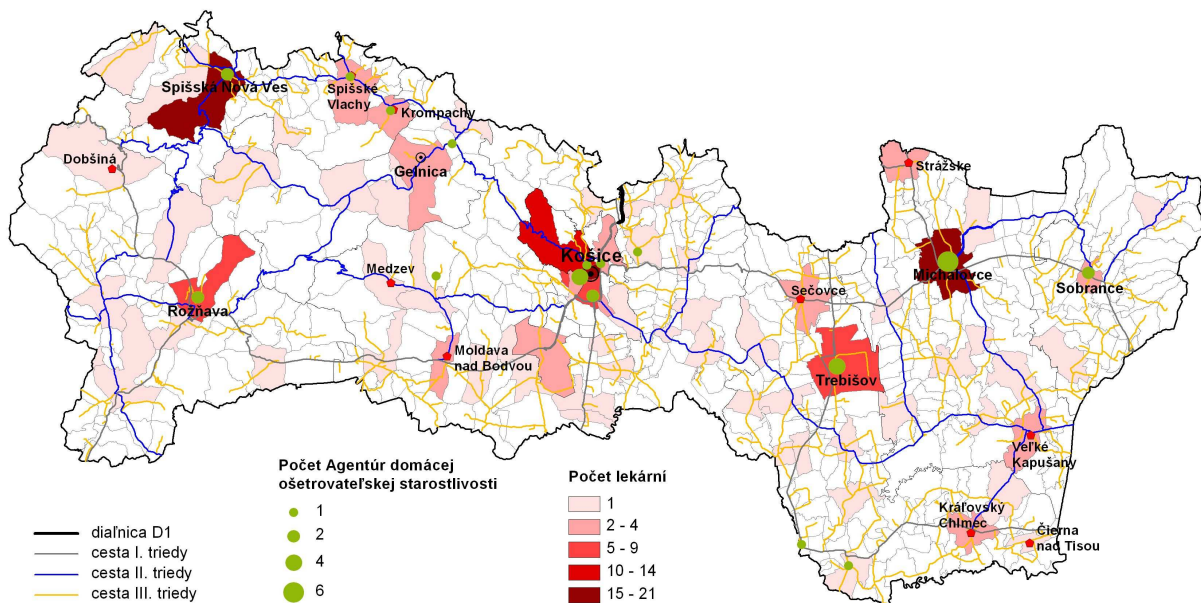 Spišská Nová Ves
Spišské
Vlachy
Krompachy
Dobšiná
Gelnica
Strážske
Košice
Medzev
Michalovce
Sečovce
Sobrance
Rožňava
Moldava
nad Bodvou
Trebišov
Veľké
Kapušany
Kráľovský
Chlmec
Čierna
nad Tisou
diaľnica D1
cesta I. triedy
cesta II. triedy
cesta III. triedy
Počet Agentúr domácej
ošetrovateľskej starostlivosti
1
2
4
6
Počet lekární
1
2 - 4
5 - 9
10 - 14
15 - 21